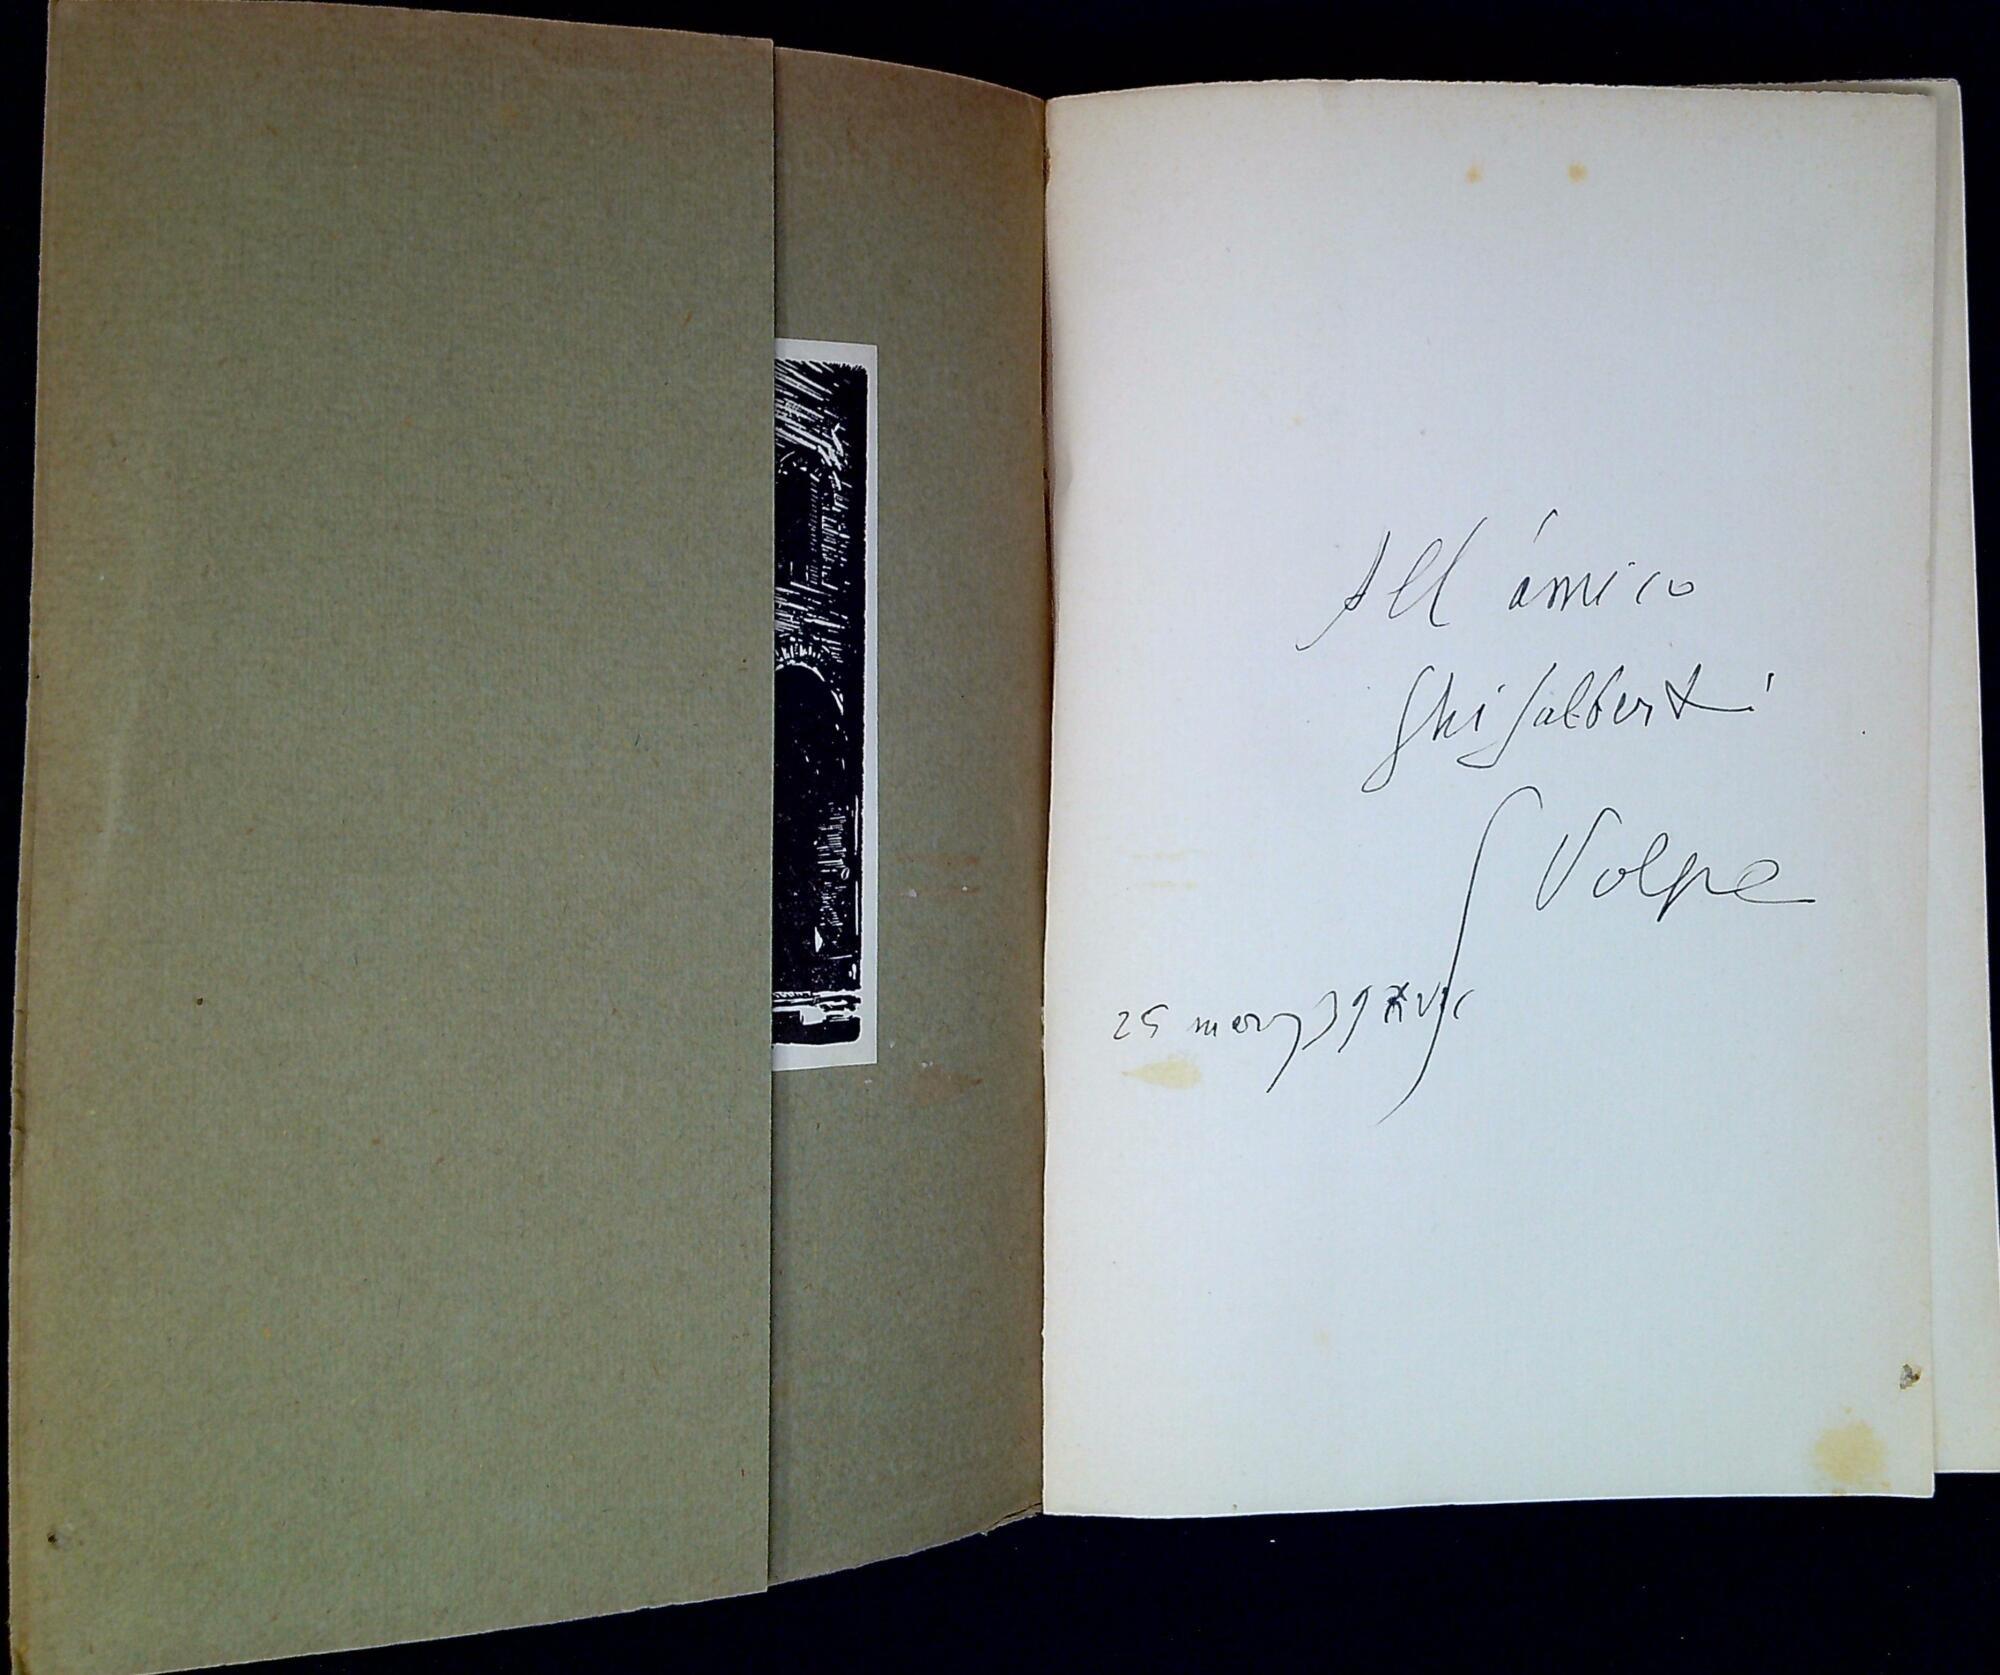 All'amico
Ghisalberti
G Volpe
25 marzo 39 XVII